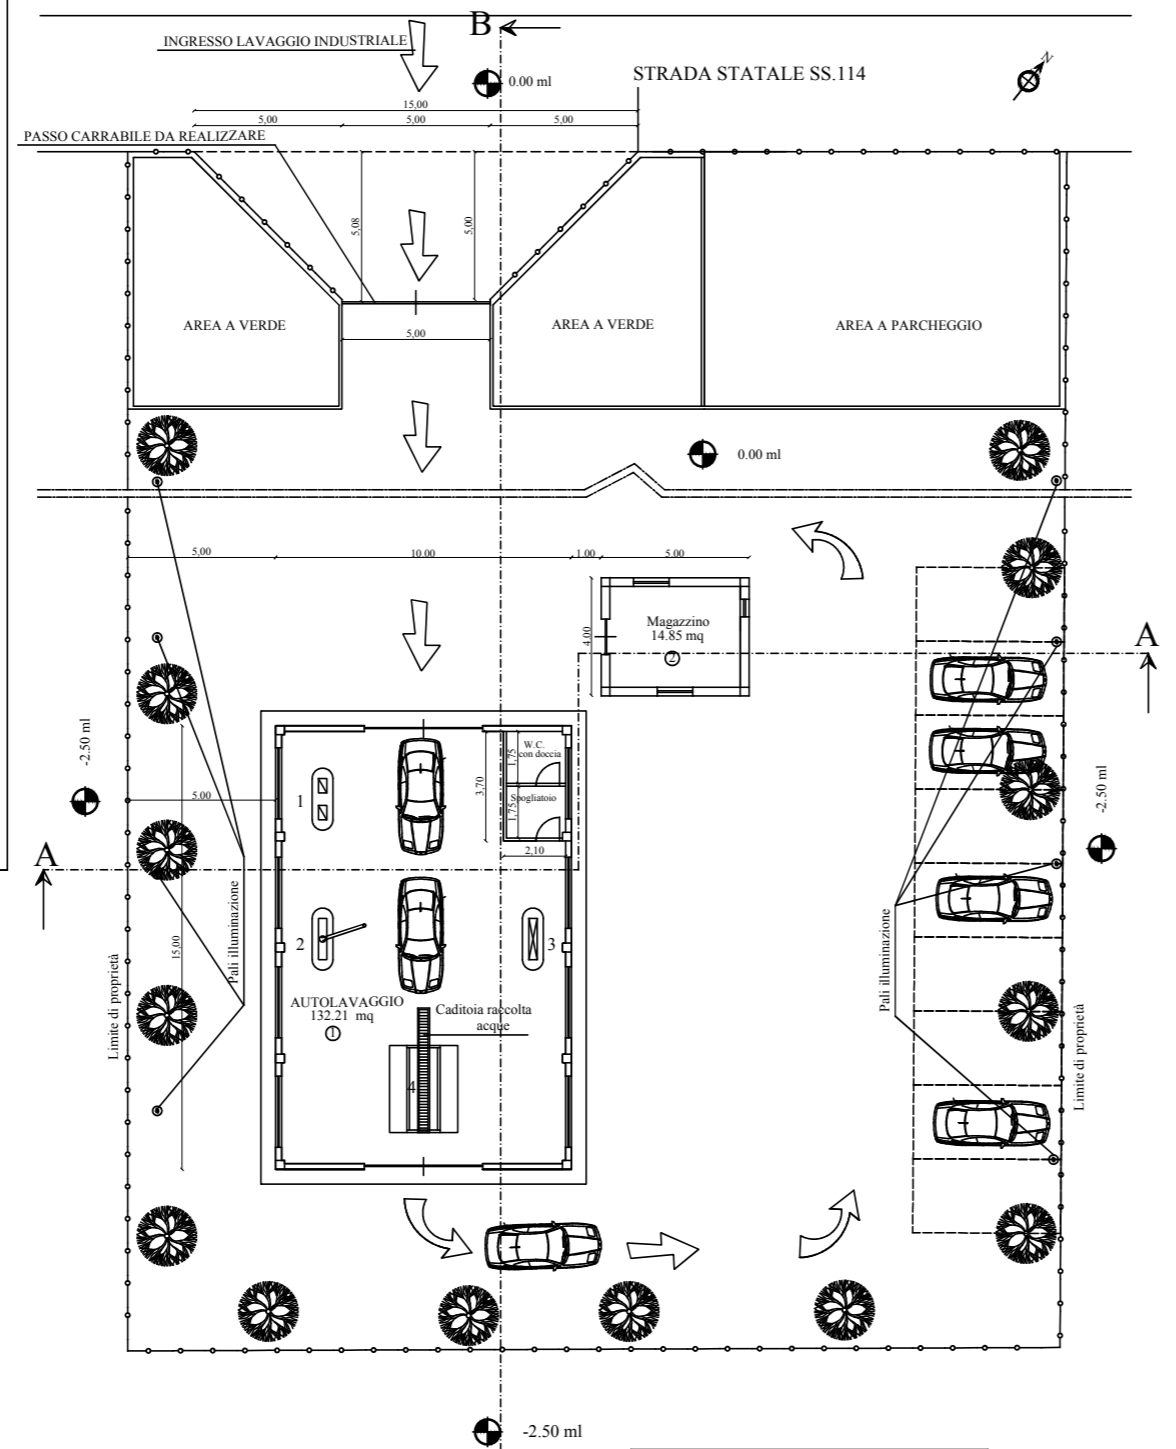 B
INGRESSO LAVAGGIO INDUSTRIALE
N
STRADA STATALE SS.114
0.00 ml
15,00
5,00
5,00
5,00
PASSO CARRABILE DA REALIZZARE
5,08
5,00
AREA A VERDE
AREA A VERDE
AREA A PARCHEGGIO
5,00
0.00 ml
5,00
10.00
1.00
5.00
Magazzino
14.85 mq
2
4.00
A
-2.50 ml
W.C.
con doccia
1,75
3,70
Spogliatoio
1,75
2,10
1
5.00
-2.50 ml
A
Pali illuminazione
Pali illuminazione
2
3
15,00
AUTOLAVAGGIO
132.21 mq
1
Caditoia raccolta
acque
4
Limite di proprietà
Limite di proprietà
-2.50 ml